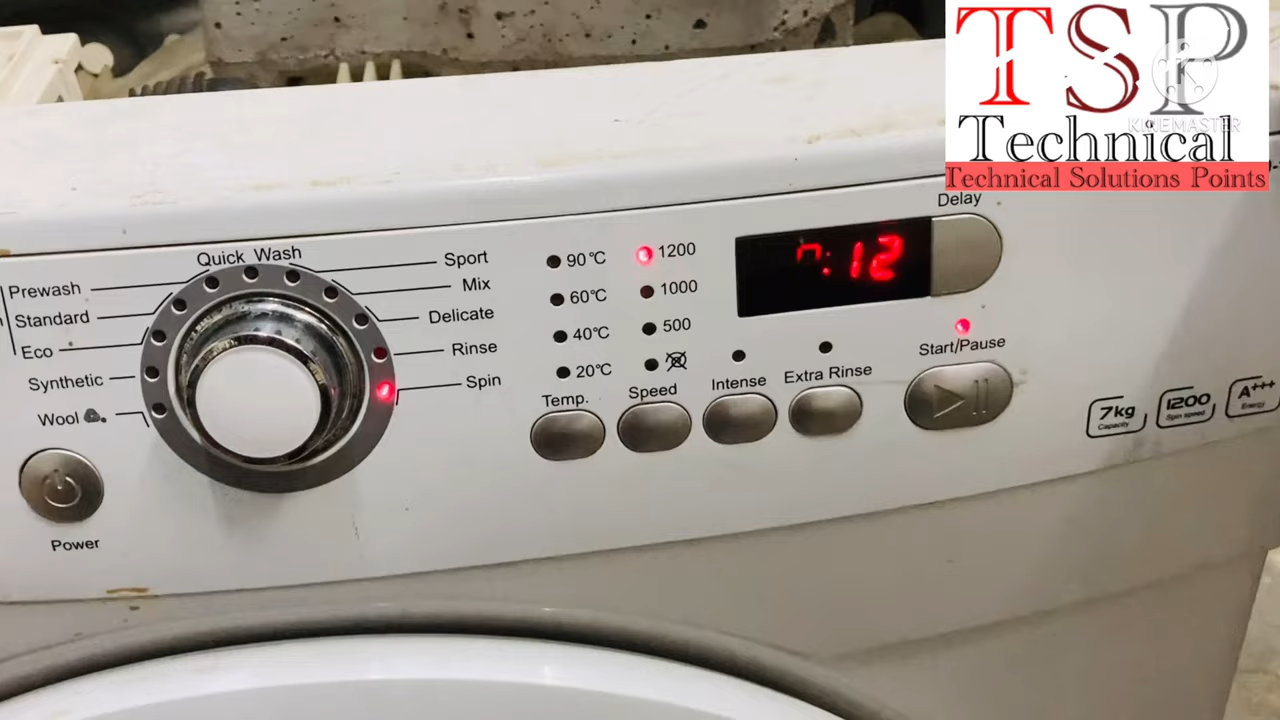 TSP
KINEMASTER
Technical
Technical Solutions Points
Delay
Quick Wash
Sport
Prewash
Mix
Standard
Delicate
Eco
Rinse
Synthetic
Spin
Wool
Power
90°C
1200
60°C
1000
40°C
500
20°C
Temp.
Speed
Intense
Extra Rinse
:12
Start/Pause
7kg
Capacity
1200
Spin speed
A+++
Energy